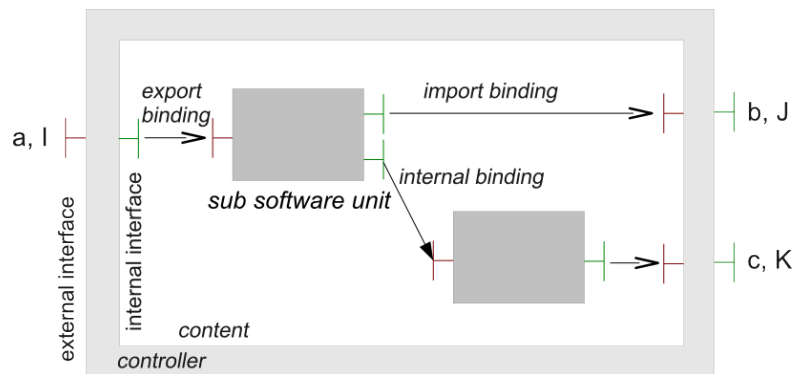 export
binding
import binding
b, J
a, I
internal binding
sub software unit
external interface
internal interface
c, K
content
controller